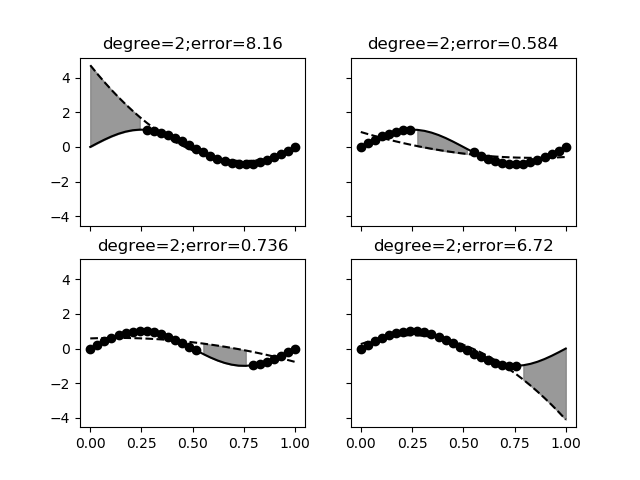 degree=2;error=8.16
degree=2;error=0.584
4
2
0
−2
−4
degree=2;error=0.736
degree=2;error=6.72
4
2
0
−2
−4
0.00 0.25 0.50 0.75 1.00
0.00 0.25 0.50 0.75 1.00